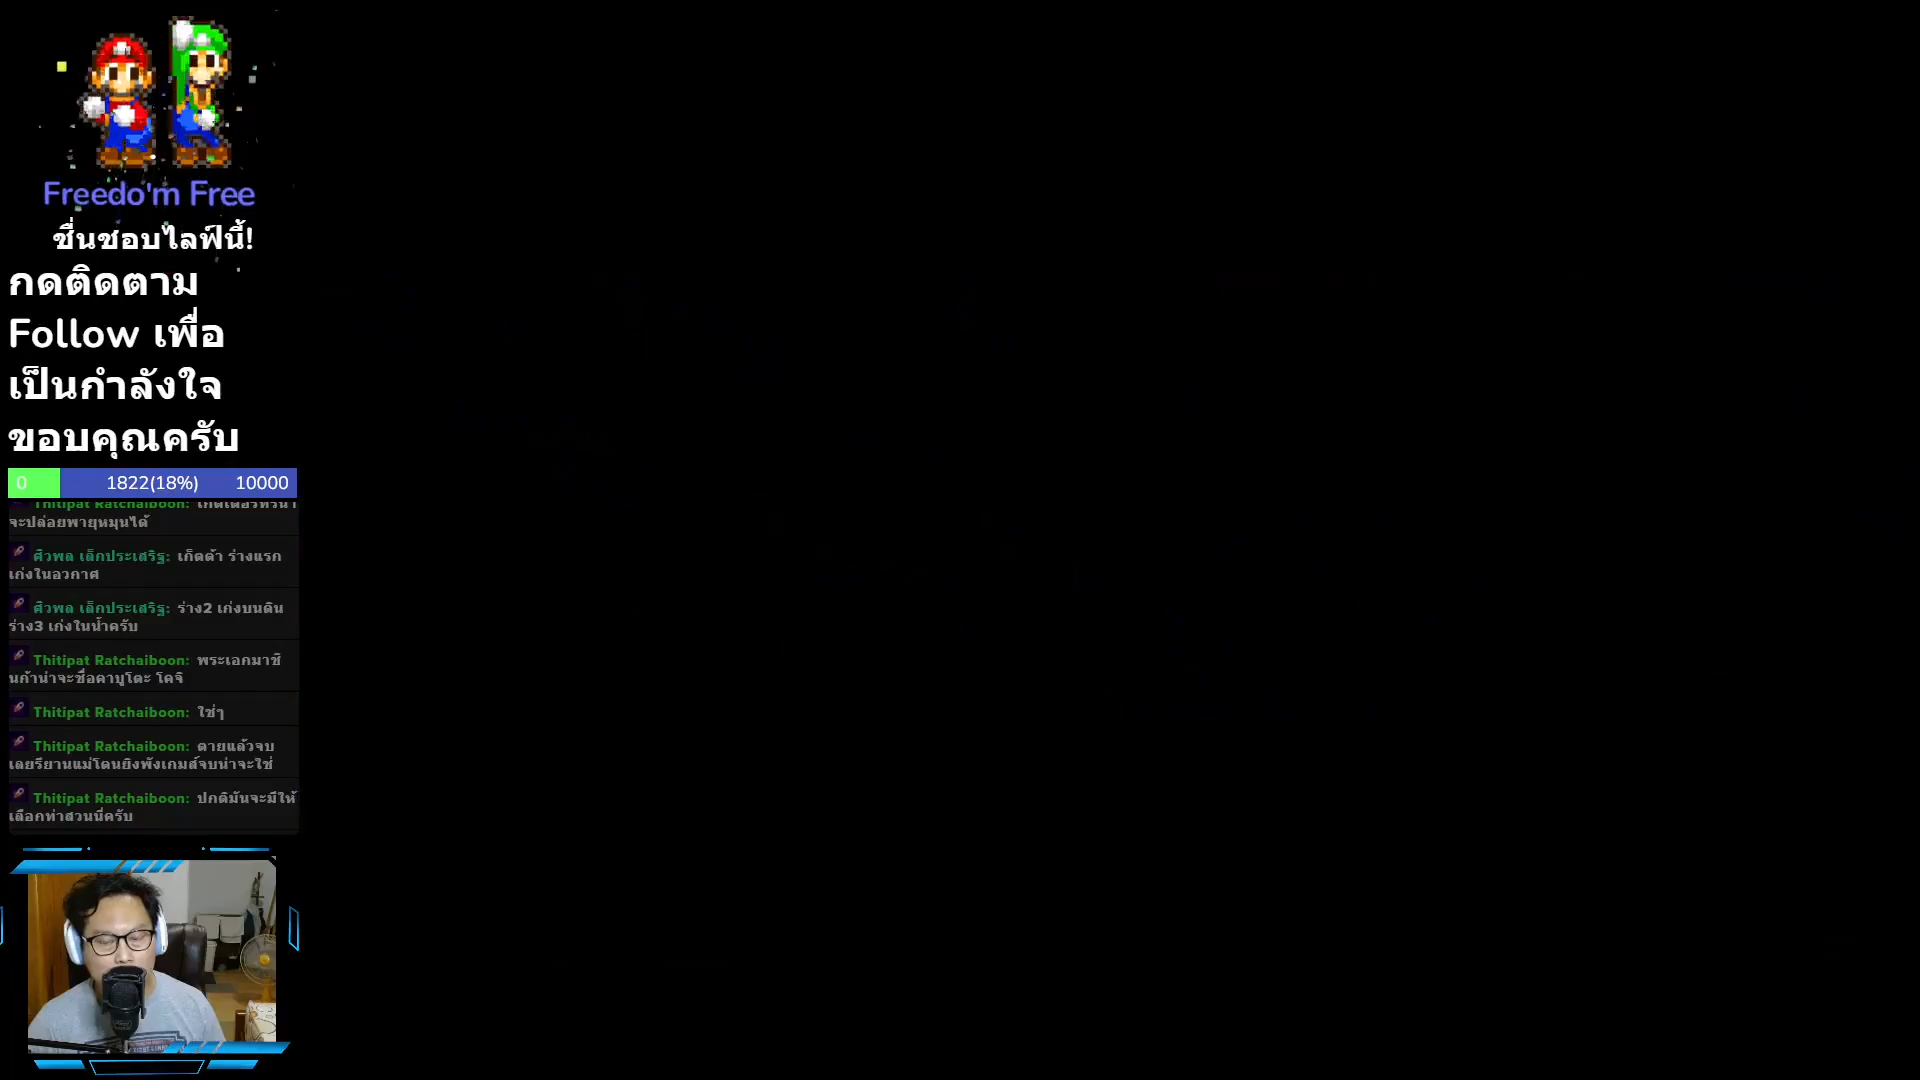 Freedo'm Free
ชื่นชอบไลฟ์นี้!
กดติดตาม
Follow เพื่อ
เป็นกำลังใจ
ขอบคุณครับ
0 1822(18%) 10000
Thitipat Ratchaiboon:
จะปล่อยพายุหมุนได้
ศิวพล เล็กประเสริฐ: เก็ตต้า ร่างแรก
เก่งในอวกาศ
ศิวพล เล็กประเสริฐ: ร่าง2 เก่งบนดิน
ร่าง3 เก่งในน้ำครับ
Thitipat Ratchaiboon: พระเอกมาชิ
นก้าน่าจะชื่อคาบูโตะ โคจิ
Thitipat Ratchaiboon: ใช่ๆ
Thitipat Ratchaiboon: ตายแล้วจบ
เลยรียานแม่โดนยิงพังเกมส์จบน่าจะใช่
Thitipat Ratchaiboon: ปกติมันจะมีให้
เลือกท่าสวนนี่ครับ